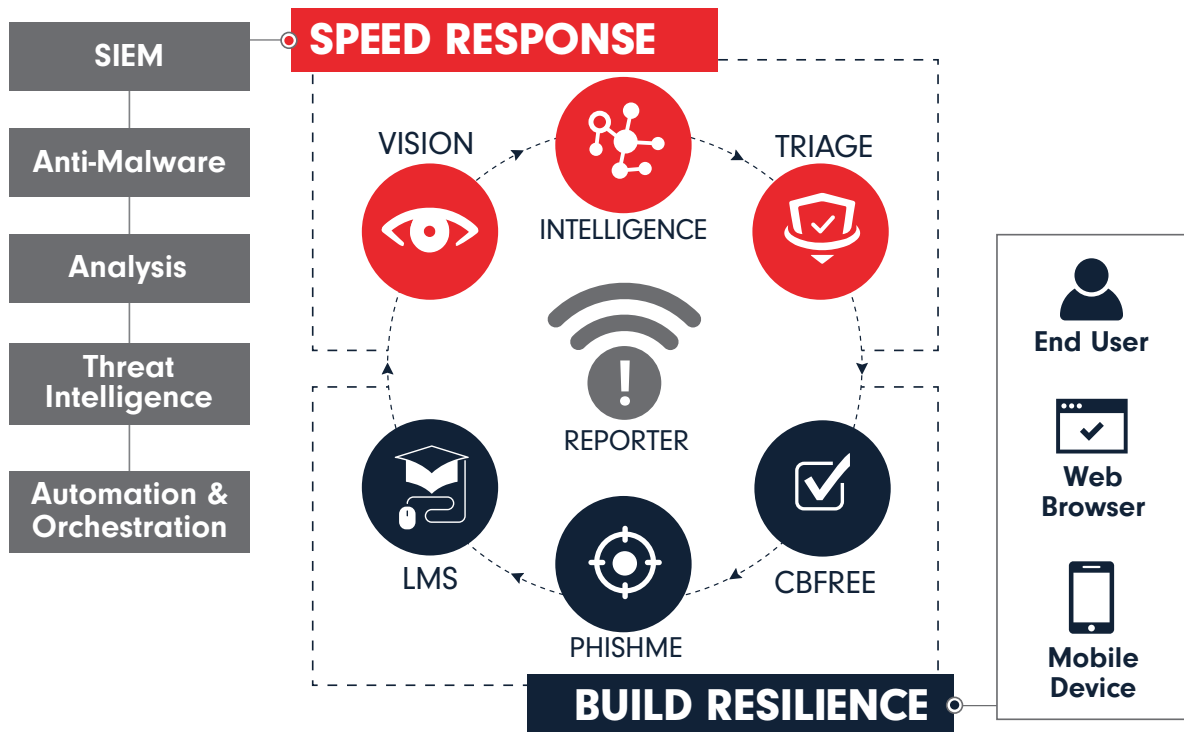 SIEM
Anti-Malware
Analysis
Threat
Intelligence
Automation &
Orchestration
SPEED RESPONSE
VISION
INTELLIGENCE
TRIAGE
!
REPORTER
LMS
PHISHME
CBFREE
BUILD RESILIENCE
End User
Web
Browser
Mobile
Device